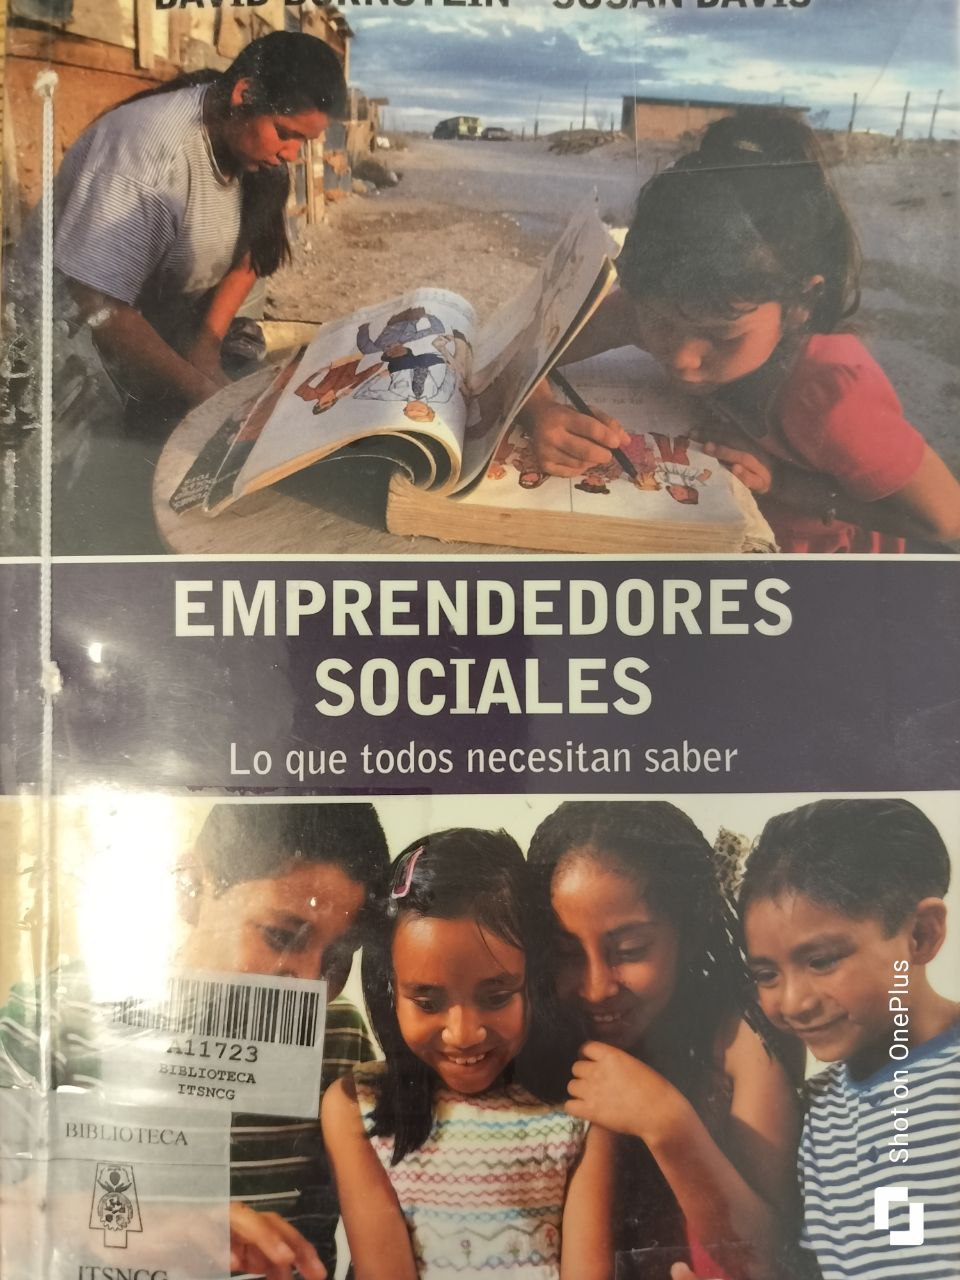 DAVID BORNSTEIN SUSAN DAVIS
EMPRENDEDORES
SOCIALES
Lo que todos necesitan saber
A11723
BIBLIOTECA
ITSNCG
BIBLIOTECA
ITSNCG
Shot on OnePlus